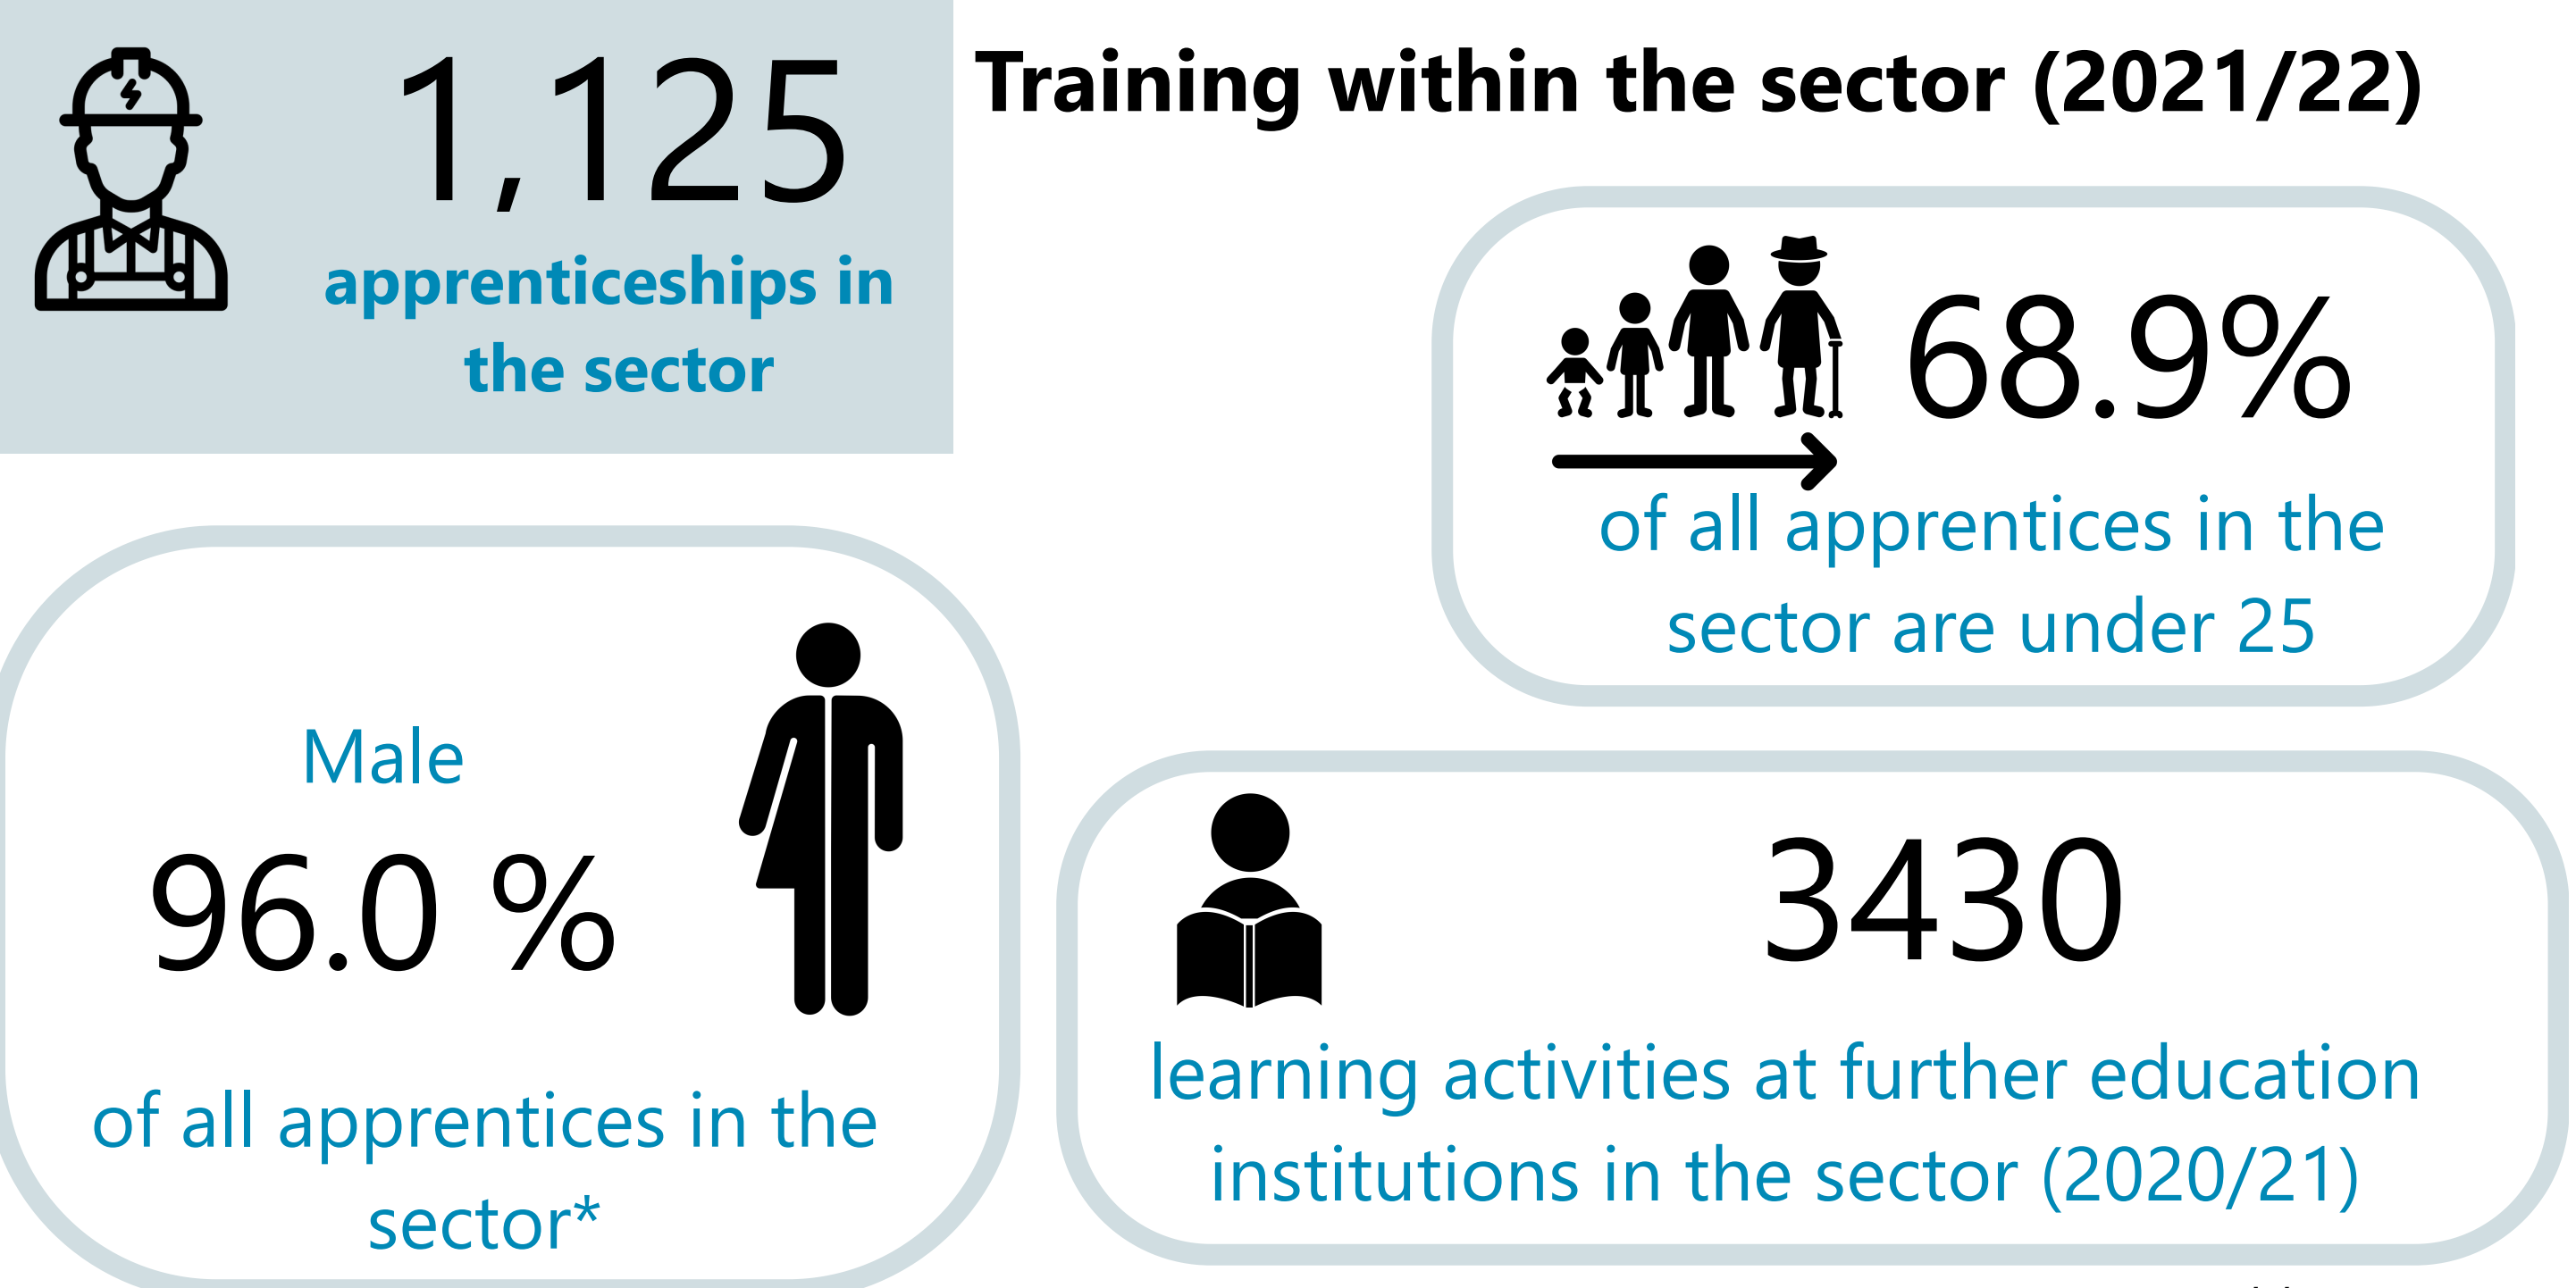 1,125
apprenticeships in
the sector
Training within the sector (2021/22)
68.9%
of all apprentices in the
sector are under 25
Male
96.0 %
of all apprentices in the
sector*
3430
learning activities at further education
institutions in the sector (2020/21)